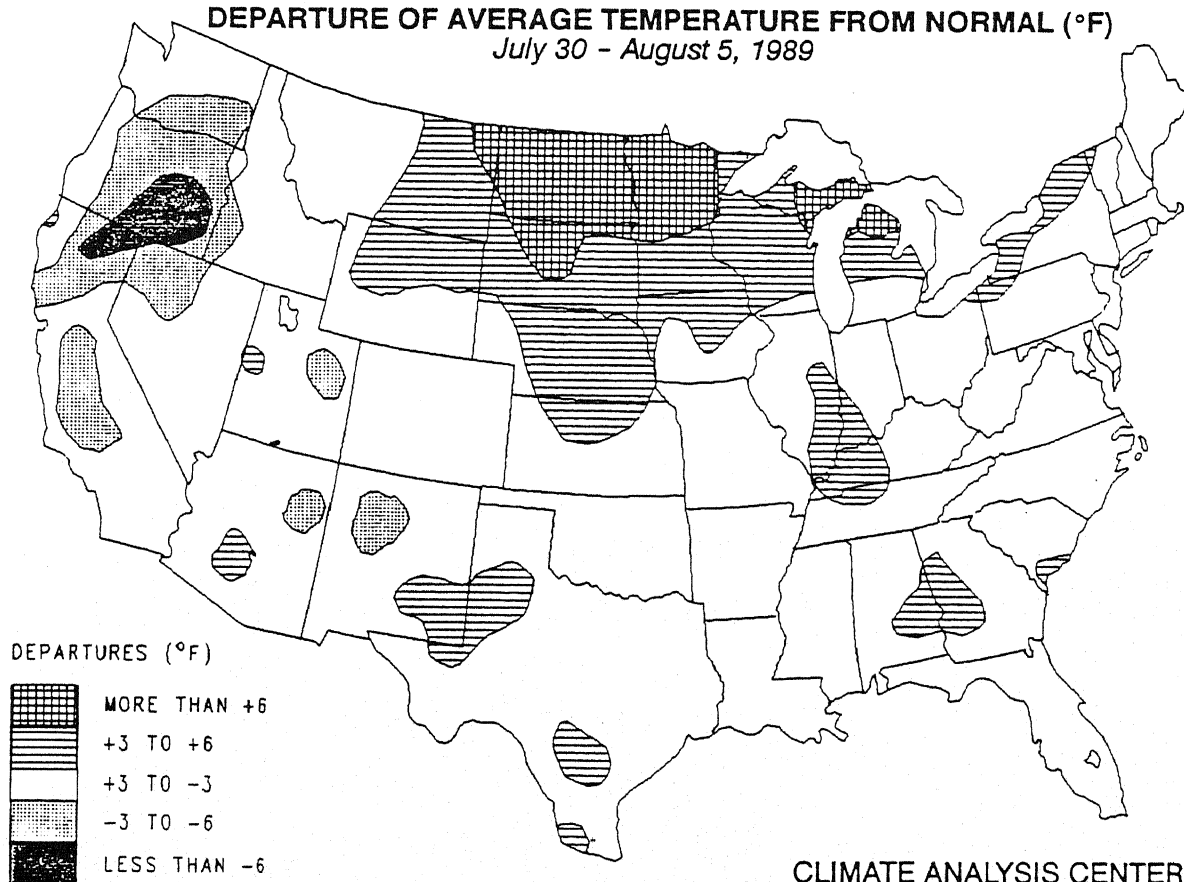 DEPARTURE OF AVERAGE TEMPERATURE FROM NORMAL (°F)
July 30 - August 5, 1989
DEPARTURES (°F)
MORE THAN +6
+3 TO +6
+3 TO -3
-3 TO -6
LESS THAN -6
CLIMATE ANALYSIS CENTER